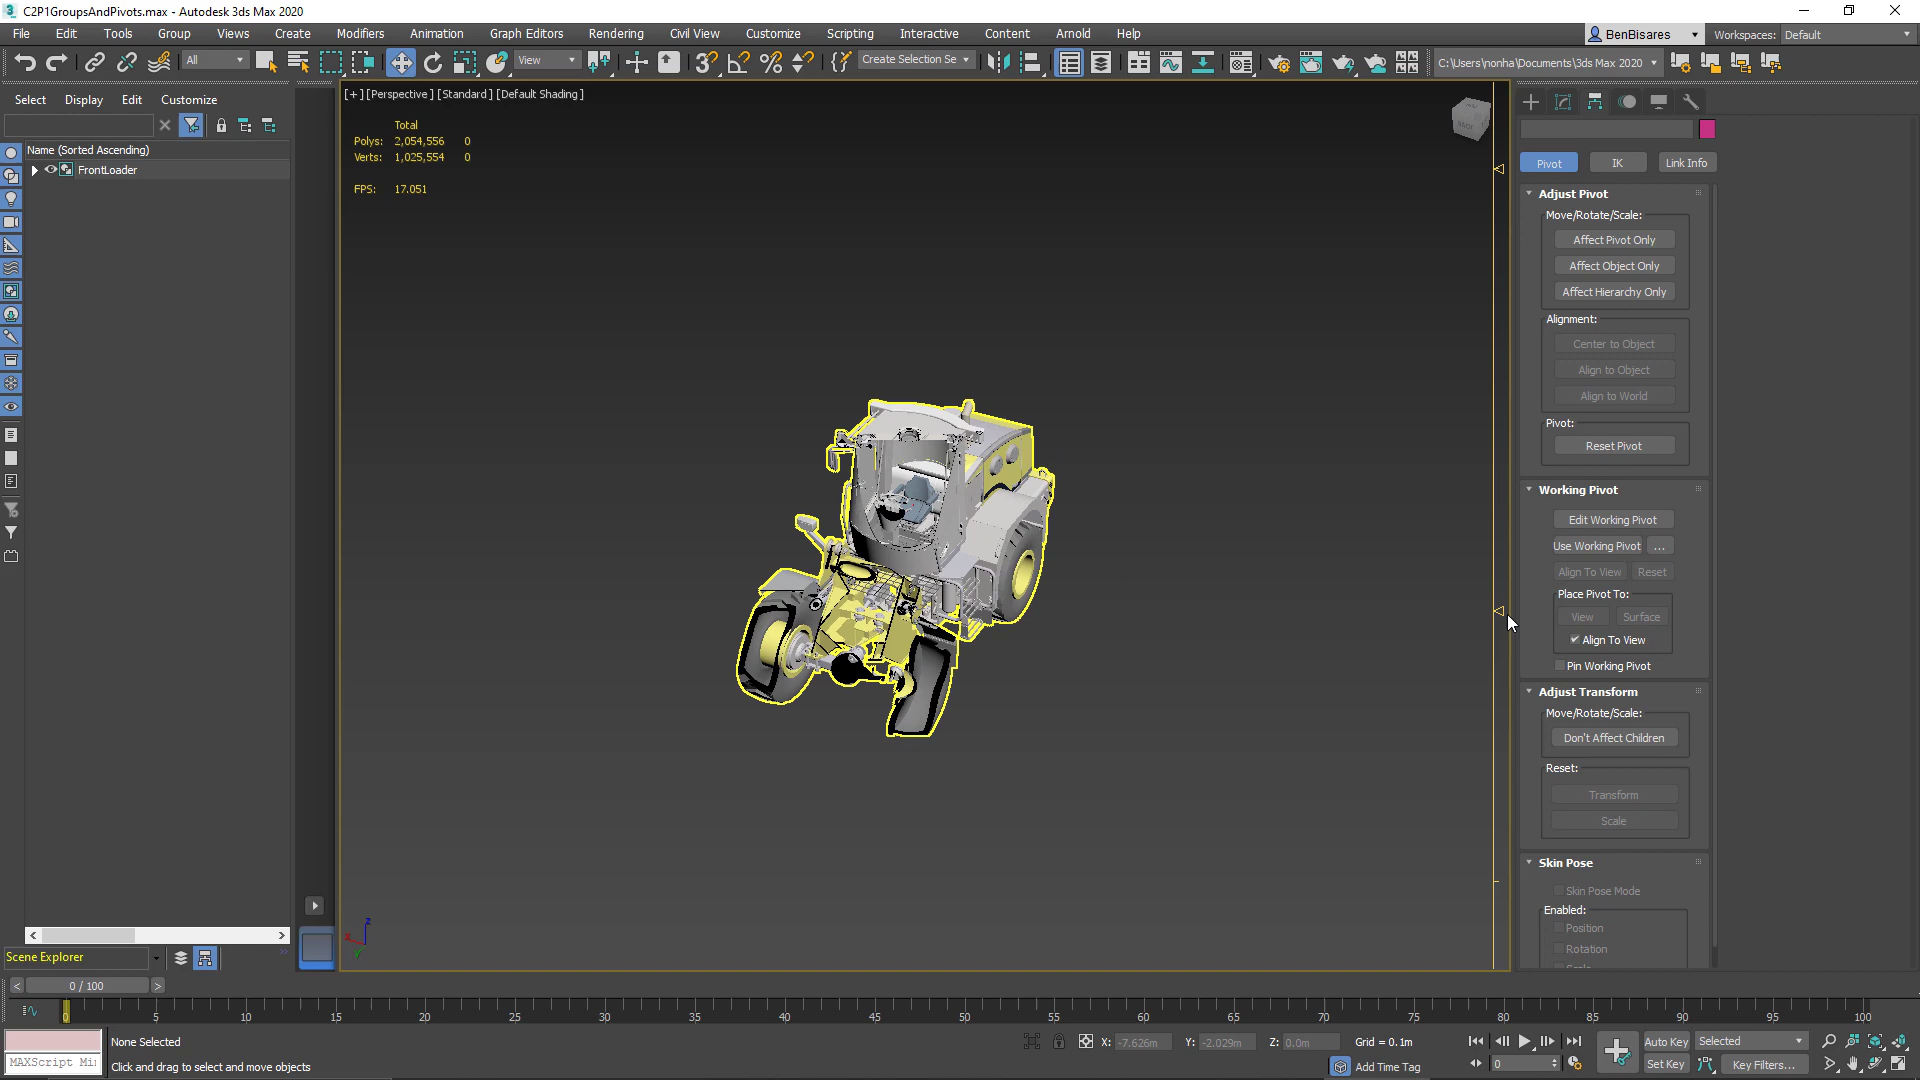 C2P1GroupsAndPivots.max - Autodesk 3ds Max 2020
File Edit Tools Group Views Create Modifiers Animation Graph Editors Rendering Civil View Customize Scripting Interactive Content Arnold Help BenBisares Workspaces: Default
All View Create Selection Se C:\Users\nonha\Documents\3ds Max 2020
Select Display Edit Customize
Name (Sorted Ascending)
FrontLoader
[+] [Perspective] [Standard] [Default Shading]
Total
Polys: 2,054,556 0
Verts: 1,025,554 0
FPS: 17.051
Pivot IK Link Info
Adjust Pivot
Move/Rotate/Scale:
Affect Pivot Only
Affect Object Only
Affect Hierarchy Only
Alignment:
Center to Object
Align to Object
Align to World
Pivot:
Reset Pivot
Working Pivot
Edit Working Pivot
Use Working Pivot ...
Align To View Reset
Place Pivot To:
View Surface
Align To View
Pin Working Pivot
Adjust Transform
Move/Rotate/Scale:
Don't Affect Children
Reset:
Transform
Scale
Skin Pose
Skin Pose Mode
Enabled:
Position
Rotation
Scene Explorer
0 / 100
0 5 10 15 20 25 30 35 40 45 50 55 60 65 70 75 80 85 90 95 100
None Selected
X: -7.626m Y: -2.029m Z: 0.0m Grid = 0.1m
Auto Key Selected
MAXScript Mi
Click and drag to select and move objects
Add Time Tag
0
Set Key Key Filters...